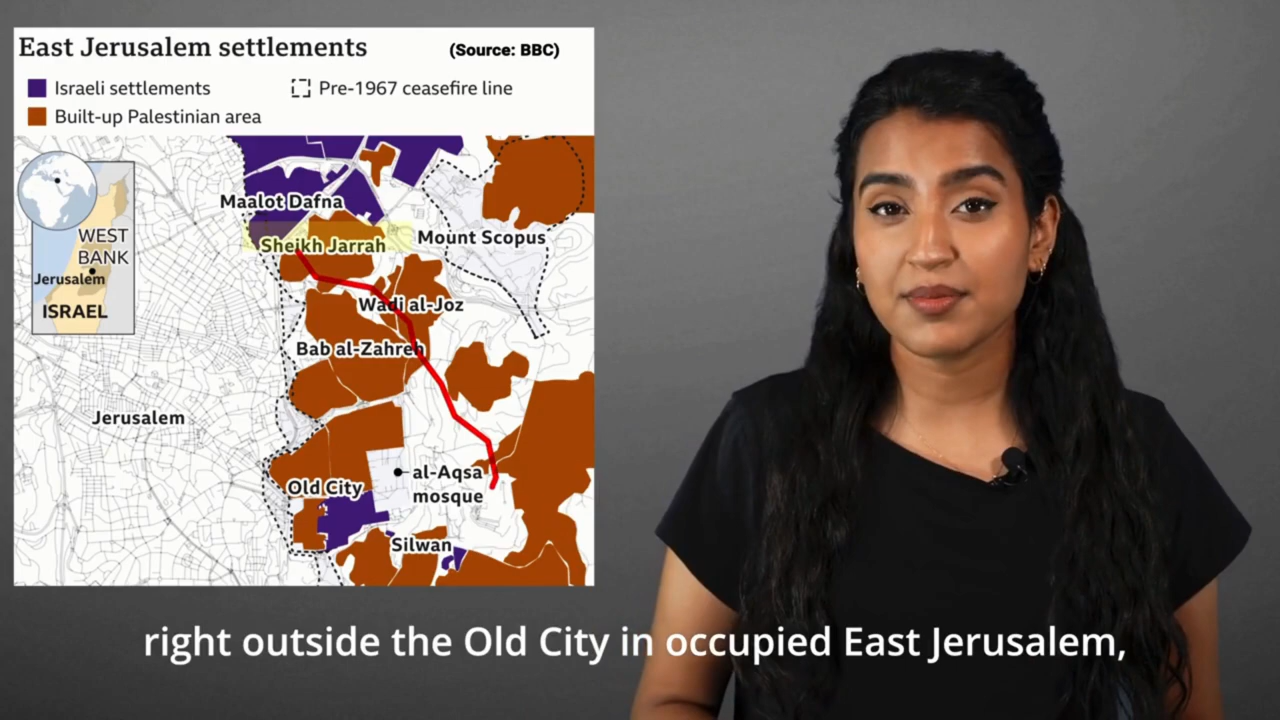 East Jerusalem settlements
(Source: BBC)
Israeli settlements
Pre-1967 ceasefire line
Built-up Palestinian area
Maalot Dafna
WEST
BANK
Jerusalem
ISRAEL
Sheikh Jarrah
Mount Scopus
Wadi al-Joz
Bab al-Zahreh
Jerusalem
al-Aqsa
mosque
Old City
Silwan
right outside the Old City in occupied East Jerusalem,